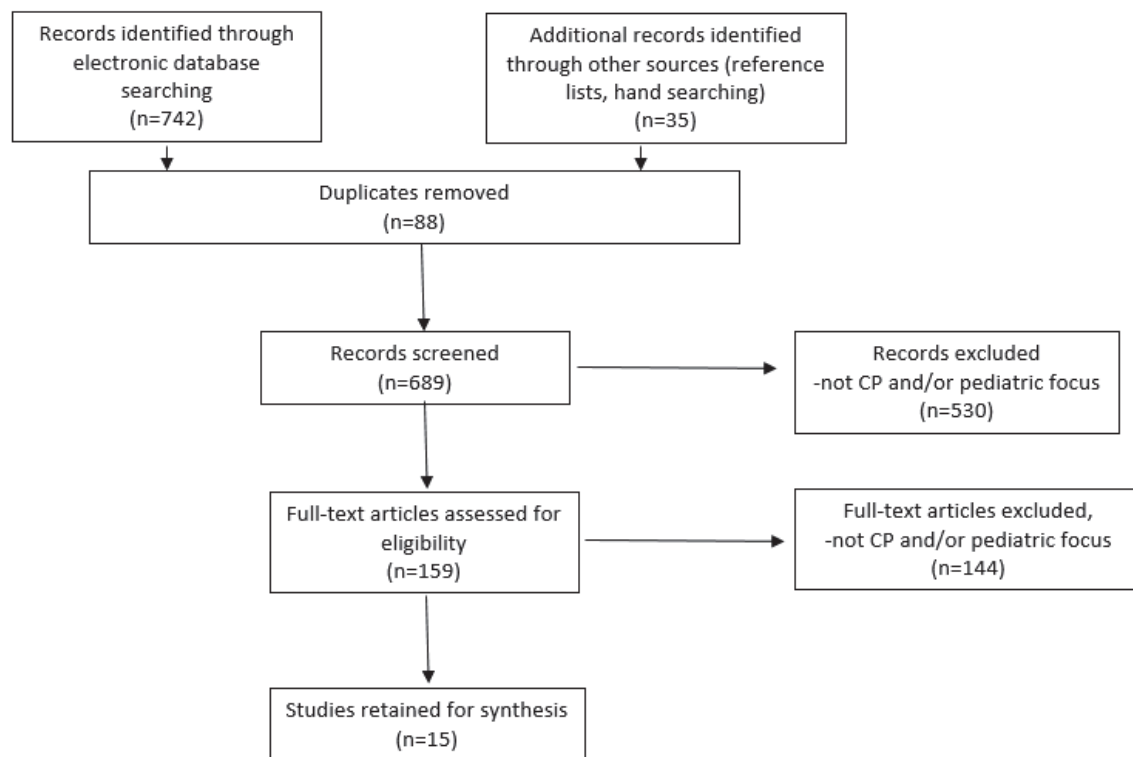 Records identified through
electronic database
searching
(n=742)
Additional records identified
through other sources (reference
lists, hand searching)
(n=35)
Duplicates removed
(n=88)
Records screened
(n=689)
Records excluded
-not CP and/or pediatric focus
(n=530)
Full-text articles assessed for
eligibility
(n=159)
Full-text articles excluded,
-not CP and/or pediatric focus
(n=144)
Studies retained for synthesis
(n=15)